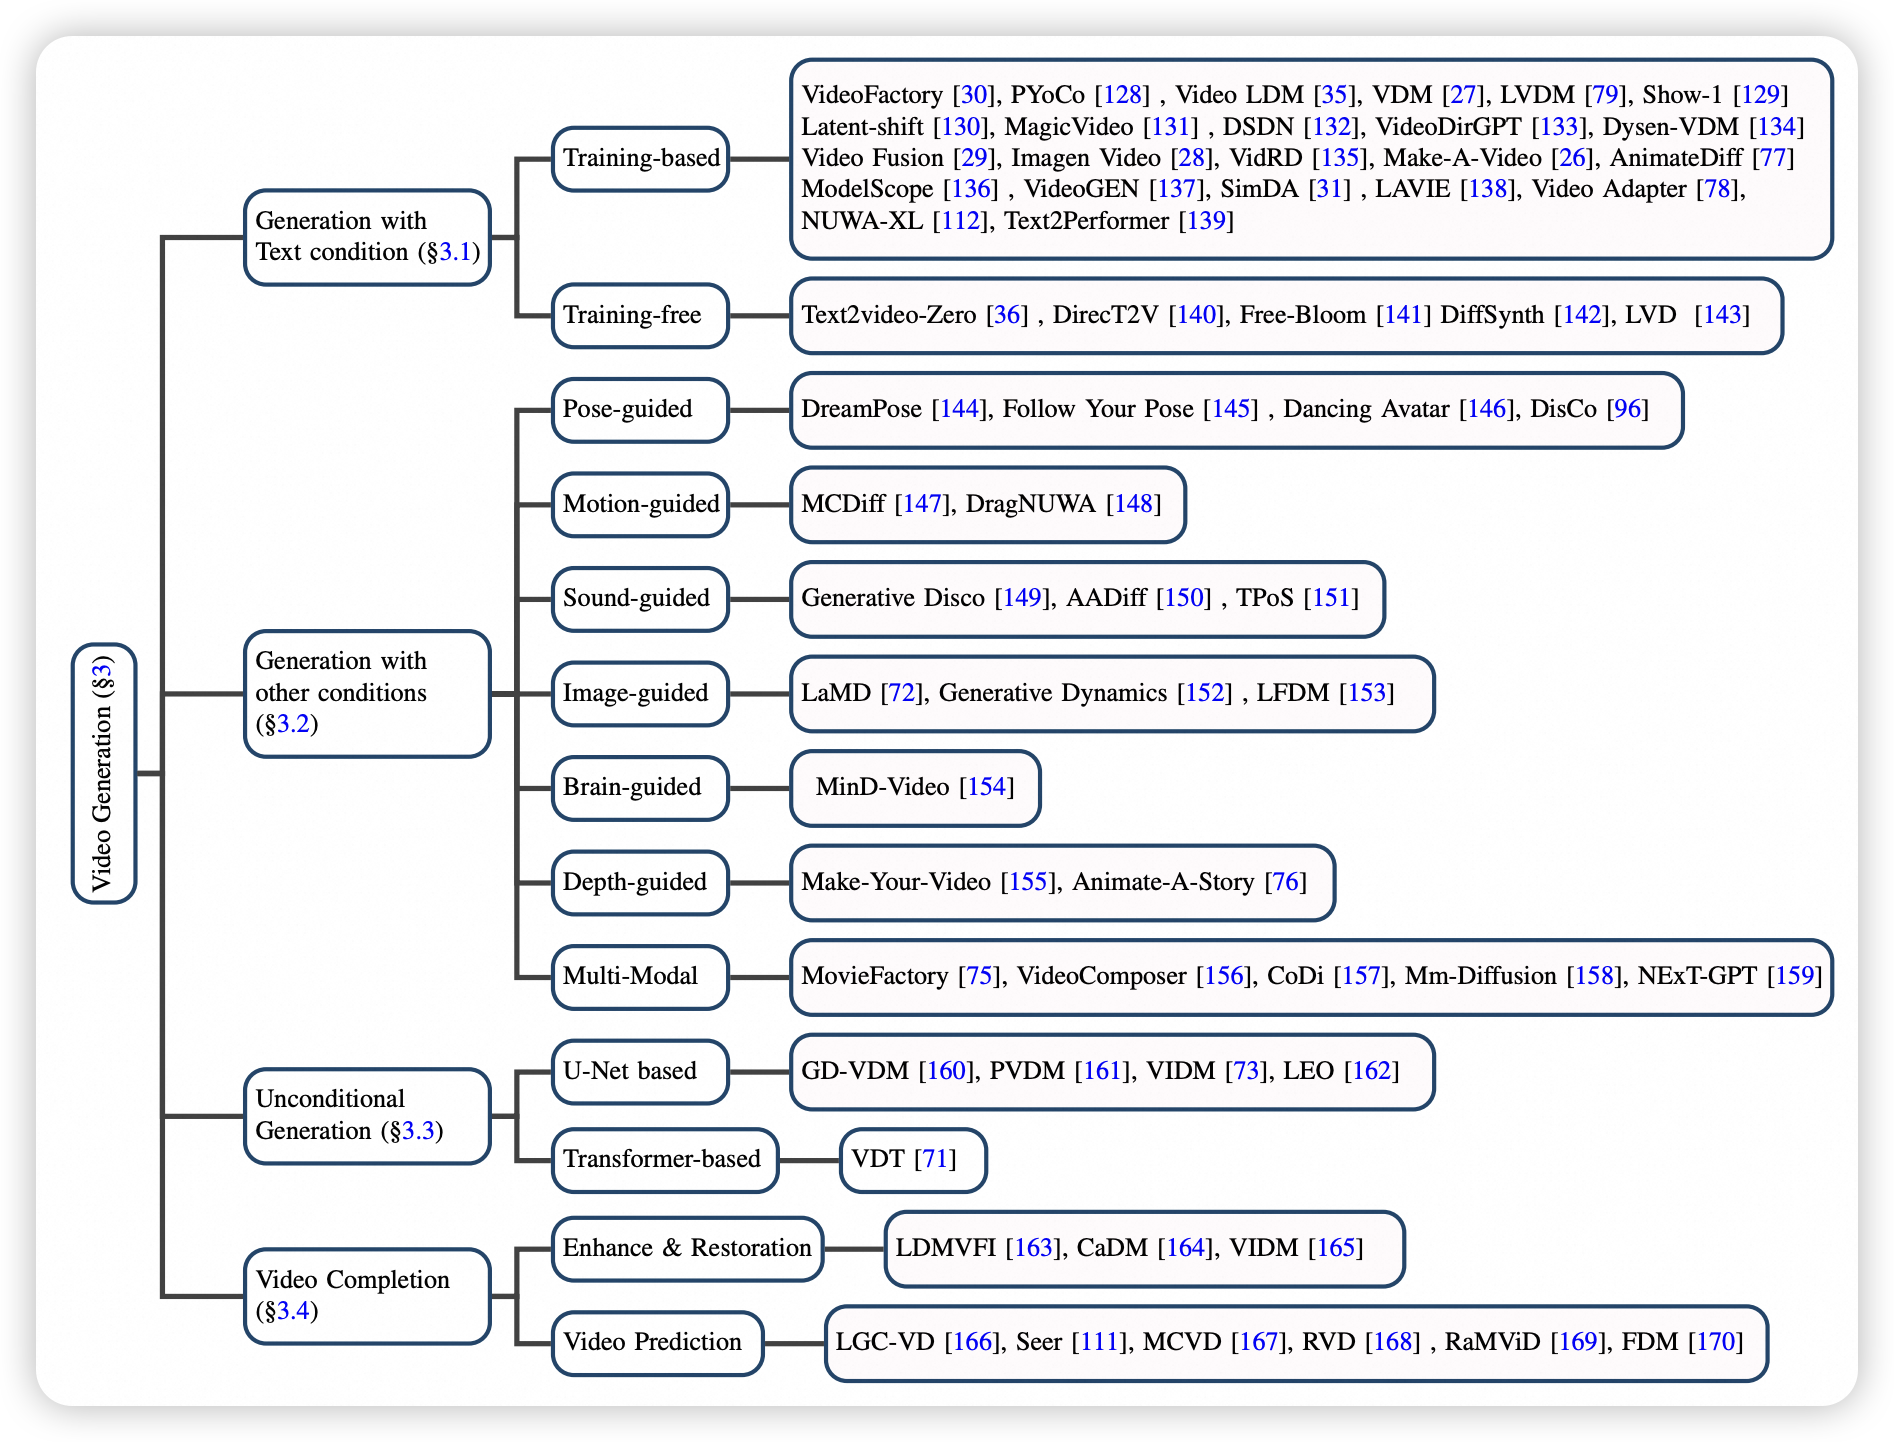 Video Generation (§3)
Generation with
Text condition (§3.1)
Training-based
VideoFactory [30], PYoCo [128] , Video LDM [35], VDM [27], LVDM [79], Show-1 [129]
Latent-shift [130], MagicVideo [131] , DSDN [132], VideoDirGPT [133], Dysen-VDM [134]
Video Fusion [29], Imagen Video [28], VidRD [135], Make-A-Video [26], AnimateDiff [77]
ModelScope [136] , VideoGEN [137], SimDA [31] , LAVIE [138], Video Adapter [78],
NUWA-XL [112], Text2Performer [139]
Training-free
Text2video-Zero [36] , DirecT2V [140], Free-Bloom [141] DiffSynth [142], LVD [143]
Generation with
other conditions
(§3.2)
Pose-guided
DreamPose [144], Follow Your Pose [145] , Dancing Avatar [146], DisCo [96]
Motion-guided
MCDiff [147], DragNUWA [148]
Sound-guided
Generative Disco [149], AADiff [150] , TPoS [151]
Image-guided
LaMD [72], Generative Dynamics [152] , LFDM [153]
Brain-guided
MinD-Video [154]
Depth-guided
Make-Your-Video [155], Animate-A-Story [76]
Multi-Modal
MovieFactory [75], VideoComposer [156], CoDi [157], Mm-Diffusion [158], NExT-GPT [159]
Unconditional
Generation (§3.3)
U-Net based
GD-VDM [160], PVDM [161], VIDM [73], LEO [162]
Transformer-based
VDT [71]
Video Completion
(§3.4)
Enhance & Restoration
LDMVFI [163], CaDM [164], VIDM [165]
Video Prediction
LGC-VD [166], Seer [111], MCVD [167], RVD [168] , RaMViD [169], FDM [170]